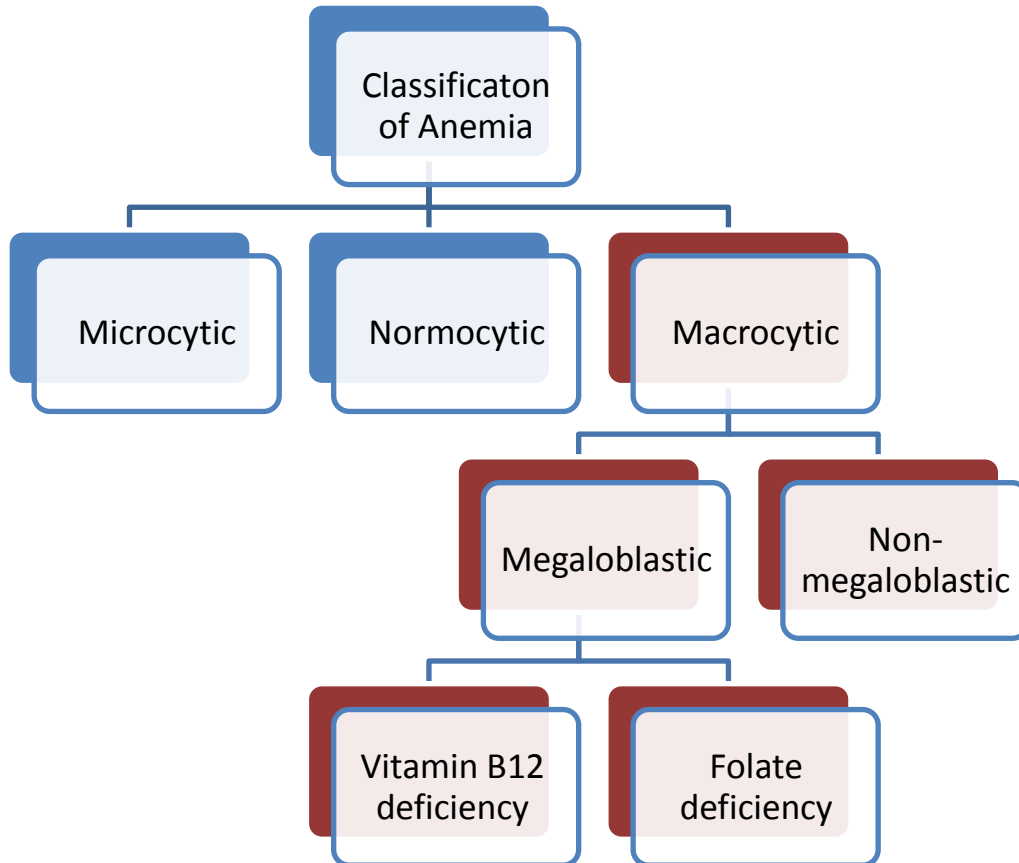 Classificaton
of Anemia
Microcytic
Normocytic
Macrocytic
Megaloblastic
Non-
megaloblastic
Vitamin B12
deficiency
Folate
deficiency